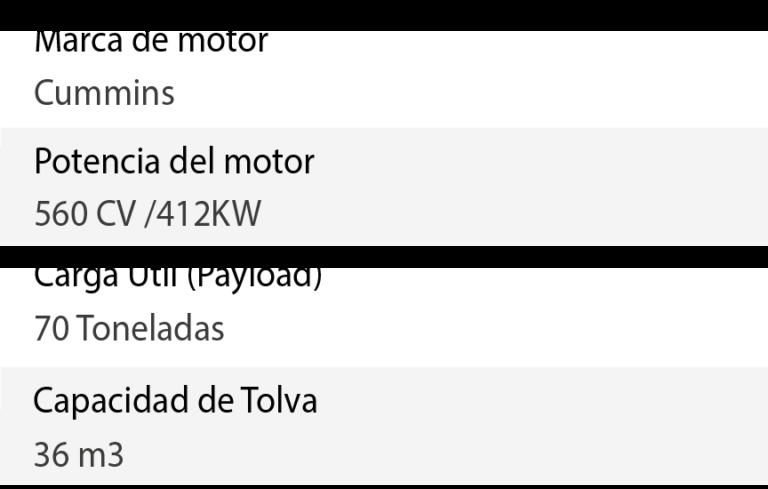 Marca de motor
Cummins
Potencia del motor
560 CV /412KW
Carga Útil (Payload)
70 Toneladas
Capacidad de Tolva
36 m3